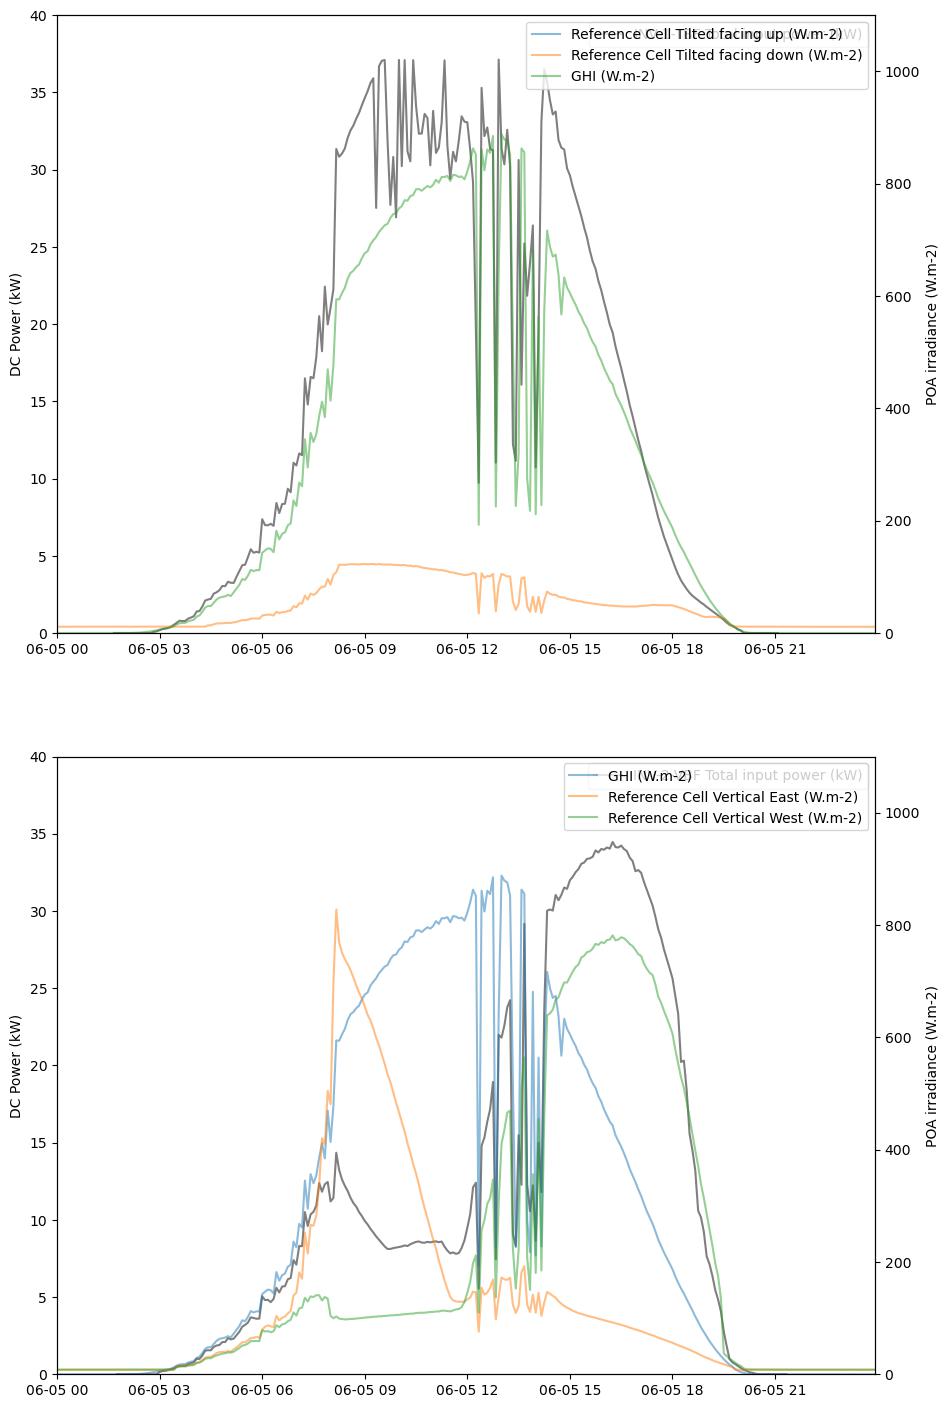 40
35
30
25
20
15
10
5
0
DC Power (kW)
1000
800
600
400
200
0
POA irradiance (W.m-2)
Reference Cell Tilted facing up (W.m-2)
Reference Cell Tilted facing down (W.m-2)
GHI (W.m-2)
06-05 00 06-05 03 06-05 06 06-05 09 06-05 12 06-05 15 06-05 18 06-05 21
40
35
30
25
20
15
10
5
0
DC Power (kW)
1000
800
600
400
200
0
POA irradiance (W.m-2)
Total input power (kW)
GHI (W.m-2)
Reference Cell Vertical East (W.m-2)
Reference Cell Vertical West (W.m-2)
06-05 00 06-05 03 06-05 06 06-05 09 06-05 12 06-05 15 06-05 18 06-05 21